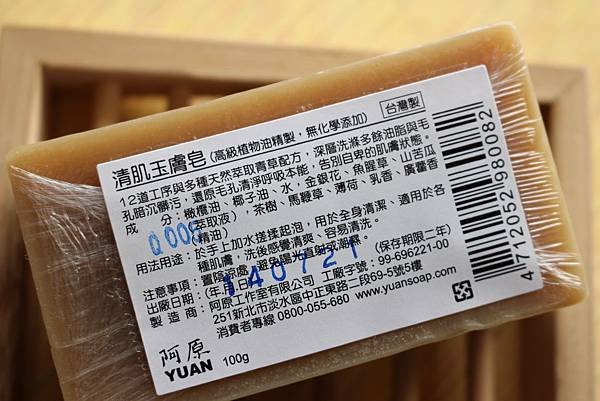 清肌玉膚皂(高級植物油精製，無化學添加) 台灣製
12道工序與多種天然萃取青草配方，深層洗滌多餘油脂與毛
孔暗沉髒污，還原毛孔清淨呼吸本能，告別自卑的肌膚狀態。
成　　分：橄欖油、椰子油、水，金銀花、魚腥草、山苦瓜
(萃取液)，茶樹、馬鞭草、薄荷、乳香、廣藿香
(精油)
Q008
用法用途：於手上加水搓揉起泡，用於全身清潔、適用於各
種肌膚，洗後感覺清爽、容易清洗。
注意事項：置陰涼處，避免陽光直射或潮濕。
出廠日期：(年月日) 140721 (保存期限二年)
製 造 商：阿原工作室有限公司 工廠字號：99-696221-00
251新北市淡水區中正東路二段69-5號5樓
消費者專線 0800-055-680 www.yuansoap.com
阿原
YUAN 100g
4712052980082